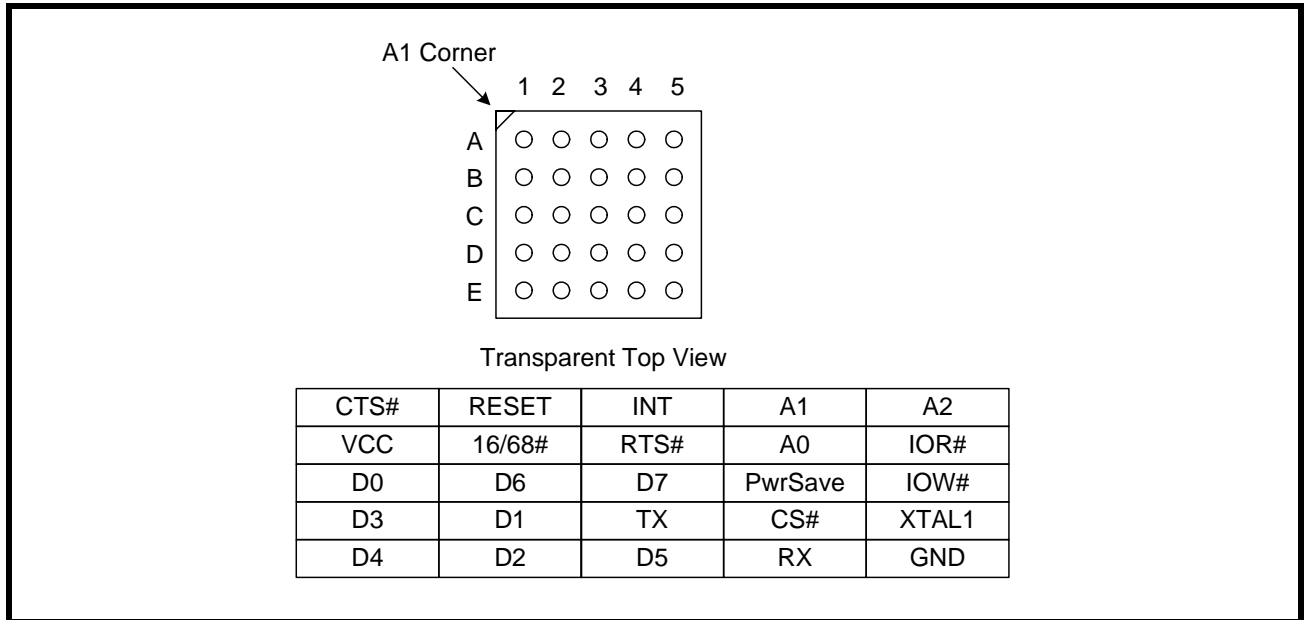 A1 Corner
1 2 3 4 5
A
B
C
D
E
Transparent Top View
CTS# RESET INT A1 A2
VCC 16/68# RTS# A0 IOR#
D0 D6 D7 PwrSave IOW#
D3 D1 TX CS# XTAL1
D4 D2 D5 RX GND